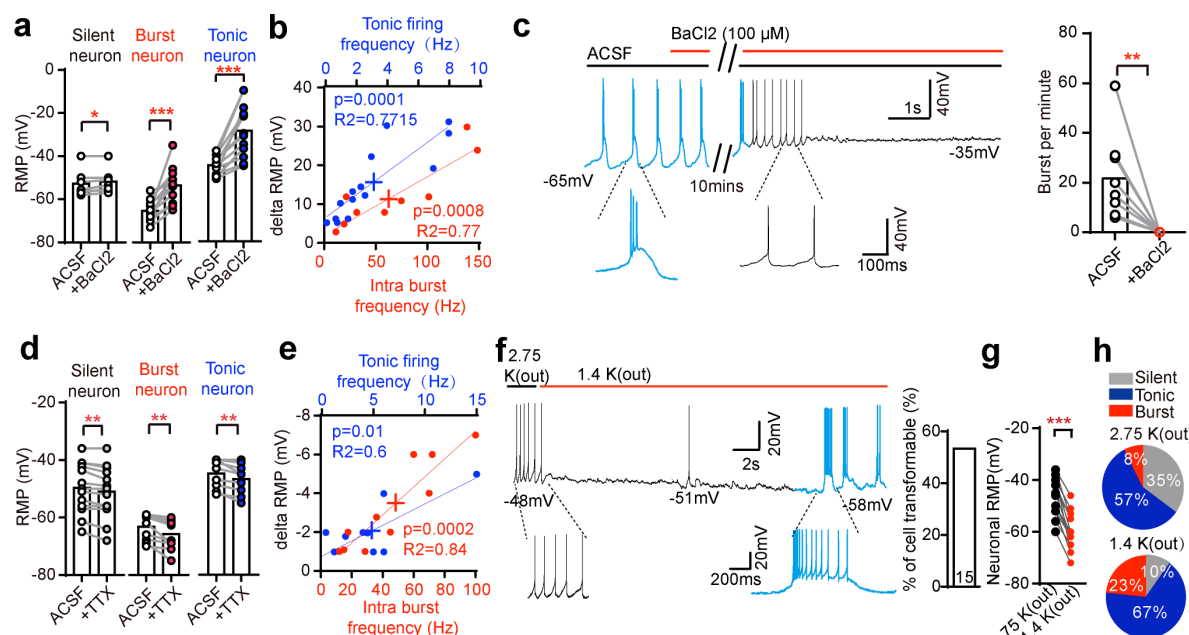 a
Silent neuron
Burst neuron
Tonic neuron
*
***
***
RMP (mV)
0
-20
-40
-60
-80
ACSF
+BaCl2
ACSF
+BaCl2
ACSF
+BaCl2
b
Tonic firing
frequency (Hz)
0 2 4 6 8 10
delta RMP (mV)
40
30
20
10
0
p=0.0001
R2=0.7715
p=0.0008
R2=0.77
0 50 100 150
Intra burst
frequency (Hz)
c
BaCl2 (100 µM)
ACSF
1s
40mV
-65mV
10mins
-35mV
100ms
40mV
Burst per minute
80
60
40
20
0
**
ACSF
+BaCl2
d
Silent neuron
Burst neuron
Tonic neuron
**
**
**
RMP (mV)
-20
-40
-60
-80
ACSF
+TTX
ACSF
+TTX
ACSF
+TTX
e
Tonic firing
frequency (Hz)
0 5 10 15
delta RMP (mV)
-8
-6
-4
-2
0
p=0.01
R2=0.6
p=0.0002
R2=0.84
0 20 40 60 80 100
Intra burst
frequency (Hz)
f
2.75
K(out)
1.4 K(out)
2s
20mV
-48mV
-51mV
-58mV
200ms
20mV
% of cell transformable (%)
60
40
20
0
15
g
***
Neuronal RMP(mV)
-20
-40
-60
-80
75 K(out)
.4 K(out)
h
Silent
Tonic
Burst
2.75 K(out)
8%
35%
57%
1.4 K(out)
10%
23%
67%